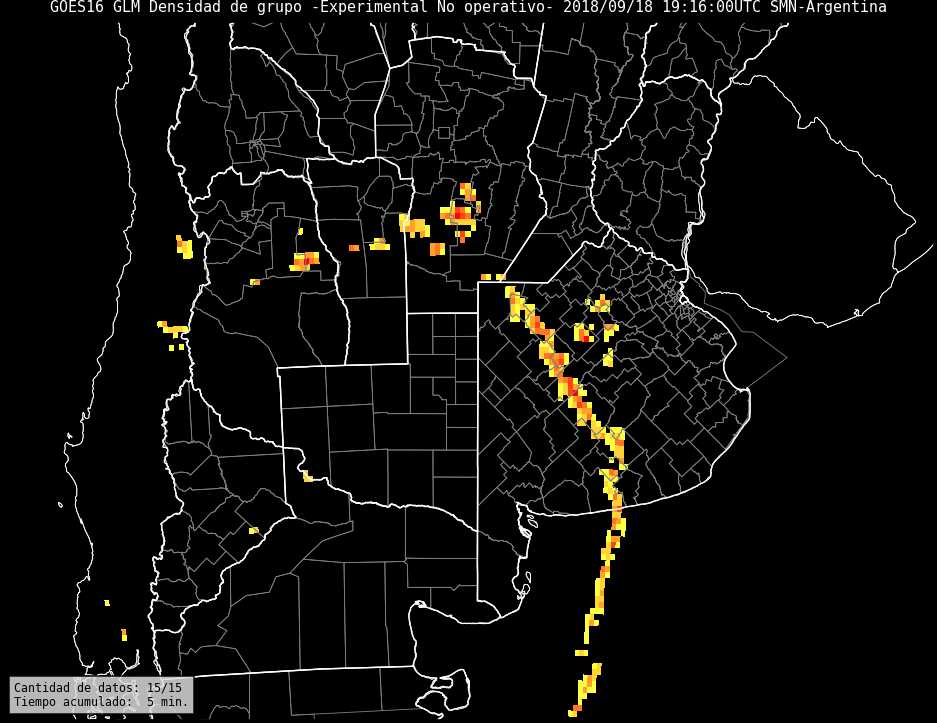 GOES16 GLM Densidad de grupo -Experimental No operativo- 2018/09/18 19:16:00UTC SMN-Argentina
Cantidad de datos: 15/15
Tiempo acumulado: 5 min.